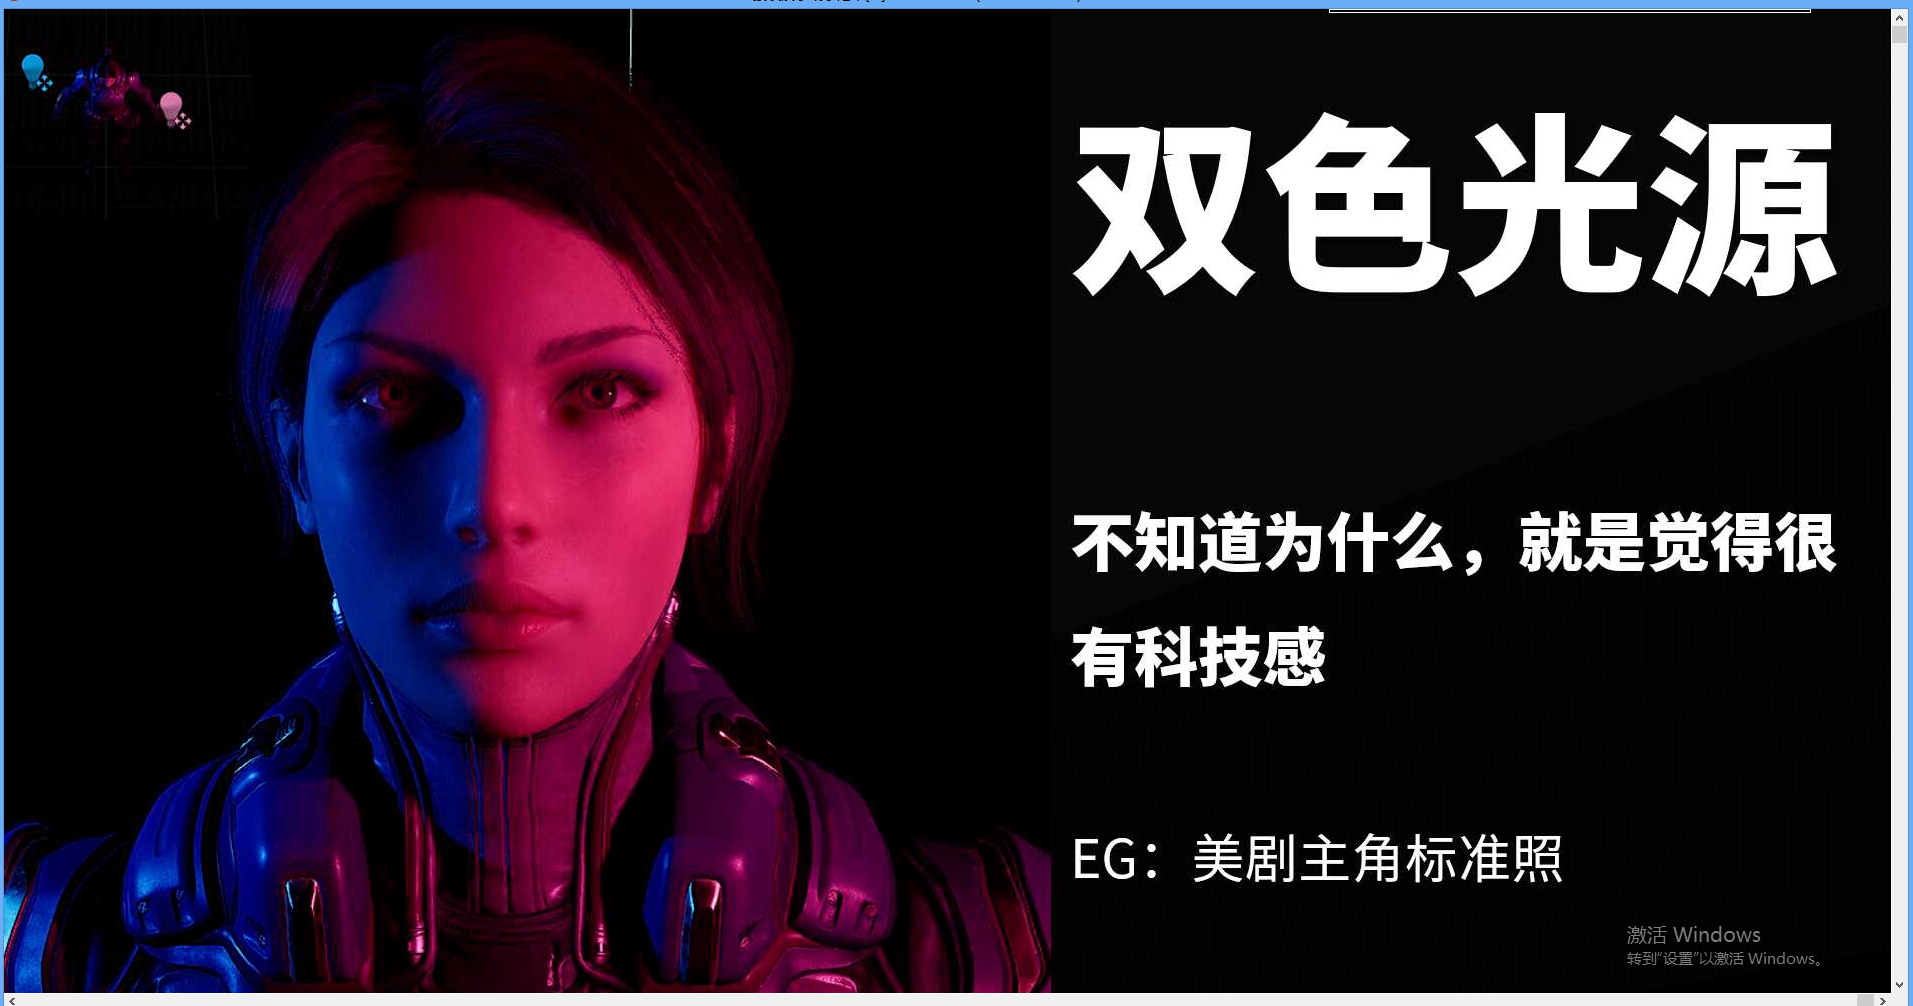 双色光源
不知道为什么，就是觉得很
有科技感
EG：美剧主角标准照
激活 Windows
转到“设置”以激活 Windows。